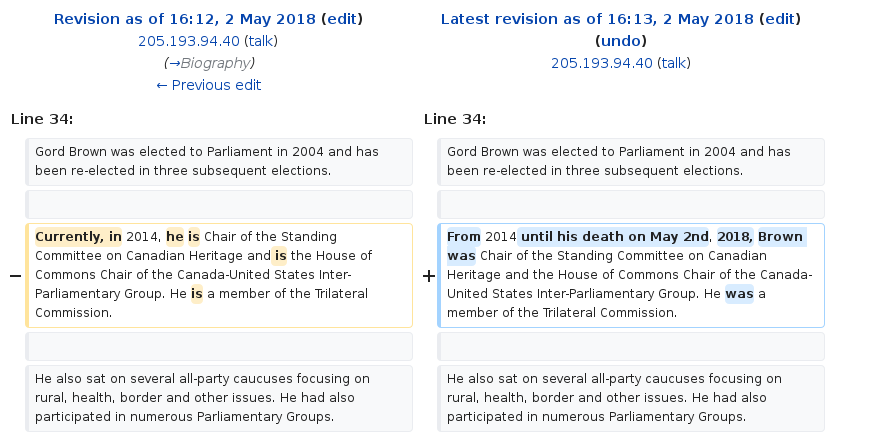 Revision as of 16:12, 2 May 2018 (edit)
205.193.94.40 (talk)
(→Biography)
← Previous edit
Latest revision as of 16:13, 2 May 2018 (edit)
(undo)
205.193.94.40 (talk)
Line 34:
Line 34:
Gord Brown was elected to Parliament in 2004 and has
been re-elected in three subsequent elections.
Gord Brown was elected to Parliament in 2004 and has
been re-elected in three subsequent elections.
−
Currently, in 2014, he is Chair of the Standing
Committee on Canadian Heritage and is the House of
Commons Chair of the Canada-United States Inter-
Parliamentary Group. He is a member of the Trilateral
Commission.
+
From 2014 until his death on May 2nd, 2018, Brown
was Chair of the Standing Committee on Canadian
Heritage and the House of Commons Chair of the Canada-
United States Inter-Parliamentary Group. He was a
member of the Trilateral Commission.
He also sat on several all-party caucuses focusing on
rural, health, border and other issues. He had also
participated in numerous Parliamentary Groups.
He also sat on several all-party caucuses focusing on
rural, health, border and other issues. He had also
participated in numerous Parliamentary Groups.